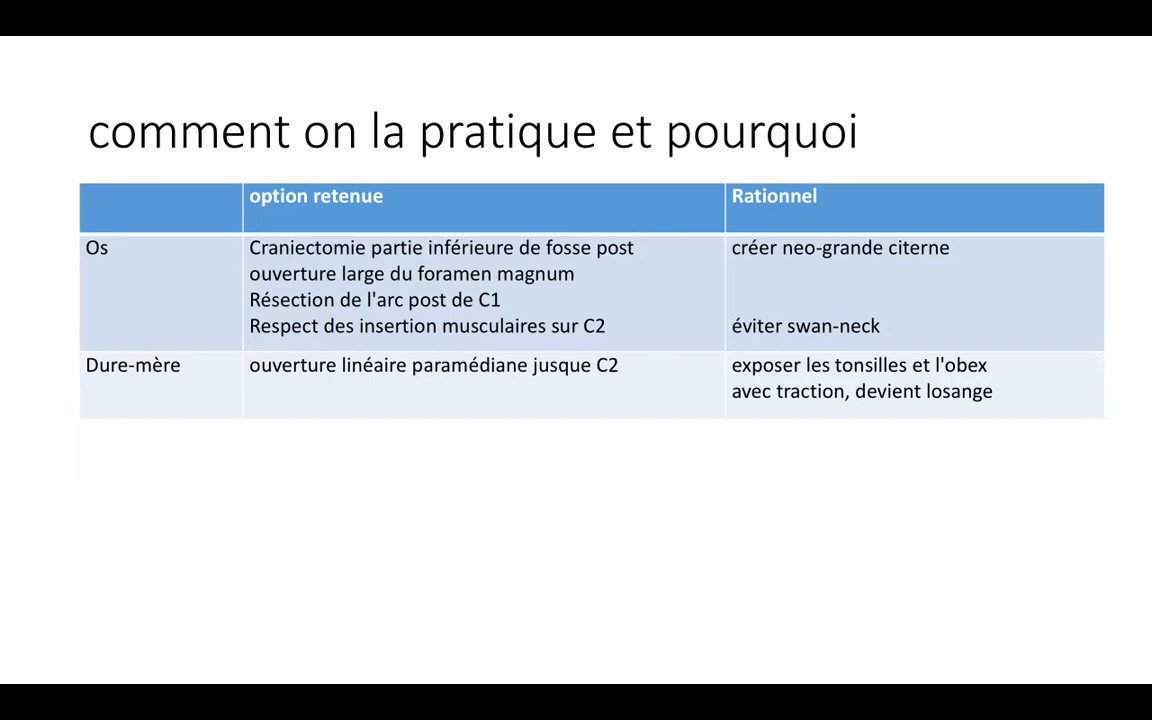 comment on la pratique et pourquoi
option retenue
Rationnel
Os
Craniectomie partie inférieure de fosse post
créer neo-grande citerne
ouverture large du foramen magnum
Résection de l'arc post de C1
Respect des insertion musculaires sur C2
éviter swan-neck
Dure-mère
ouverture linéaire paramédiane jusque C2
exposer les tonsilles et l'obex
avec traction, devient losange